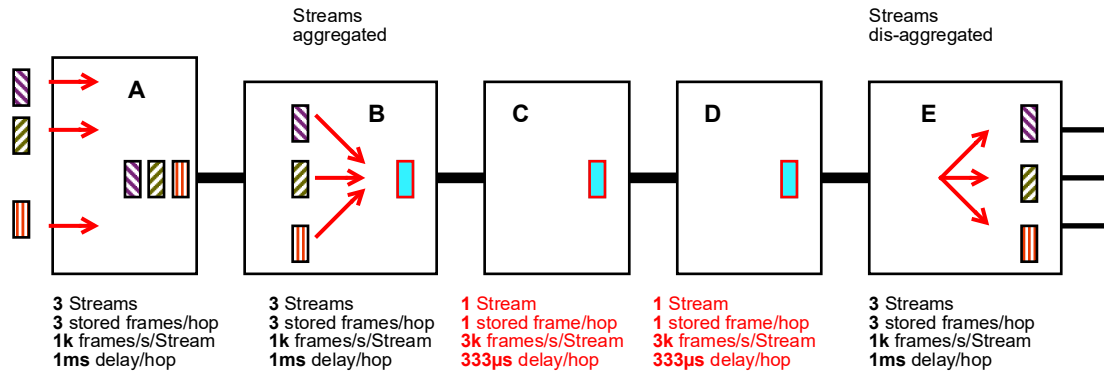 Streams
aggregated
Streams
dis-aggregated
A
B
C
D
E
3 Streams
3 stored frames/hop
1k frames/s/Stream
1ms delay/hop
3 Streams
3 stored frames/hop
1k frames/s/Stream
1ms delay/hop
1 Stream
1 stored frame/hop
3k frames/s/Stream
333µs delay/hop
1 Stream
1 stored frame/hop
3k frames/s/Stream
333µs delay/hop
3 Streams
3 stored frames/hop
1k frames/s/Stream
1ms delay/hop